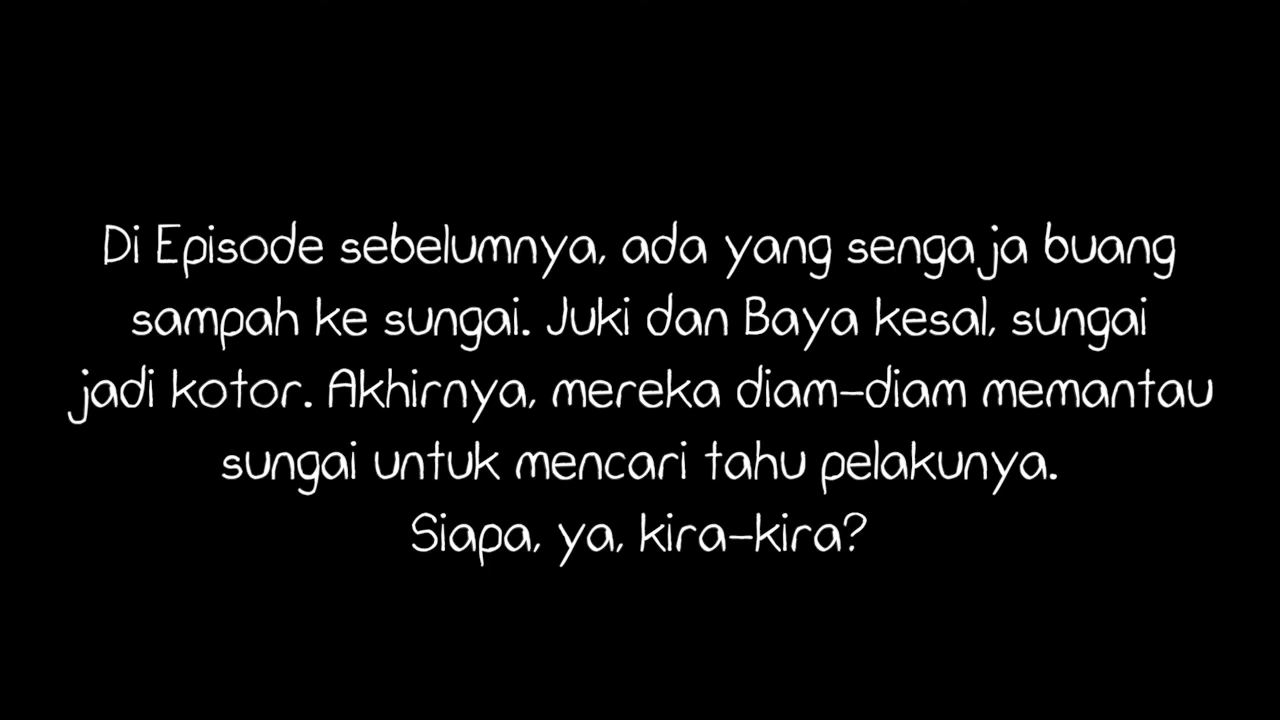 Di Episode sebelumnya, ada yang sengaja buang
sampah ke sungai. Juki dan Baya kesal, sungai
jadi kotor. Akhirnya, mereka diam-diam memantau
sungai untuk mencari tahu pelakunya.
Siapa, ya, kira-kira?